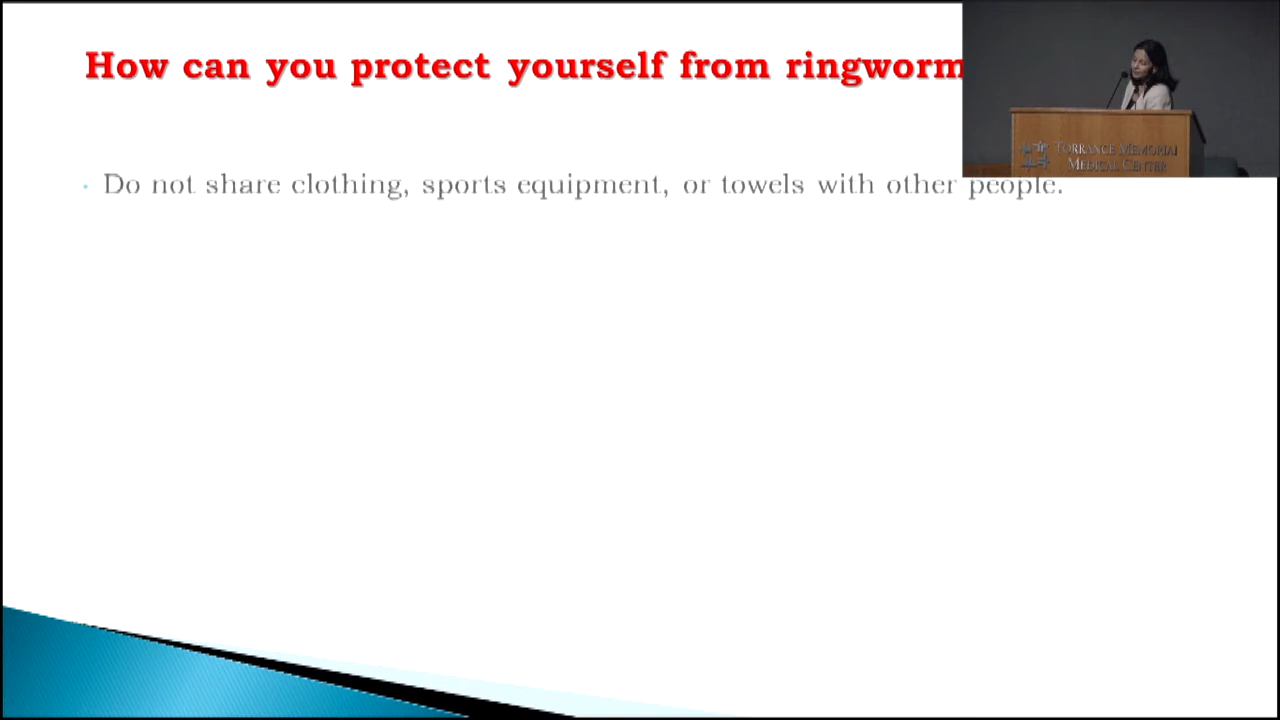 How can you protect yourself from ringworm
Do not share clothing, sports equipment, or towels with other people.
TORRANCE MEMORIAL
MEDICAL CENTER